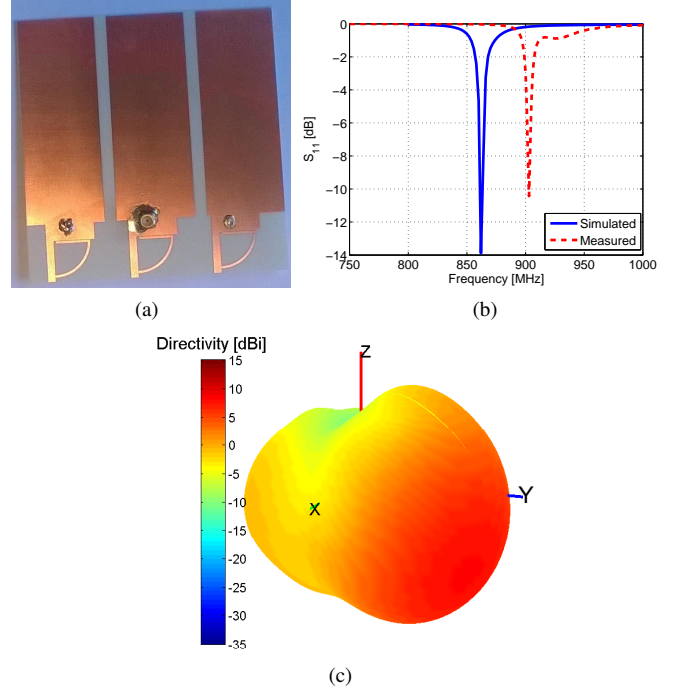 (a)
0
−2
−4
−6
−8
−10
−12
−14
S11 [dB]
750 800 850 900 950 1000
Frequency [MHz]
Simulated
Measured
(b)
Directivity [dBi]
15
10
5
0
-5
-10
-15
-20
-25
-30
-35
Z
X
Y
(c)